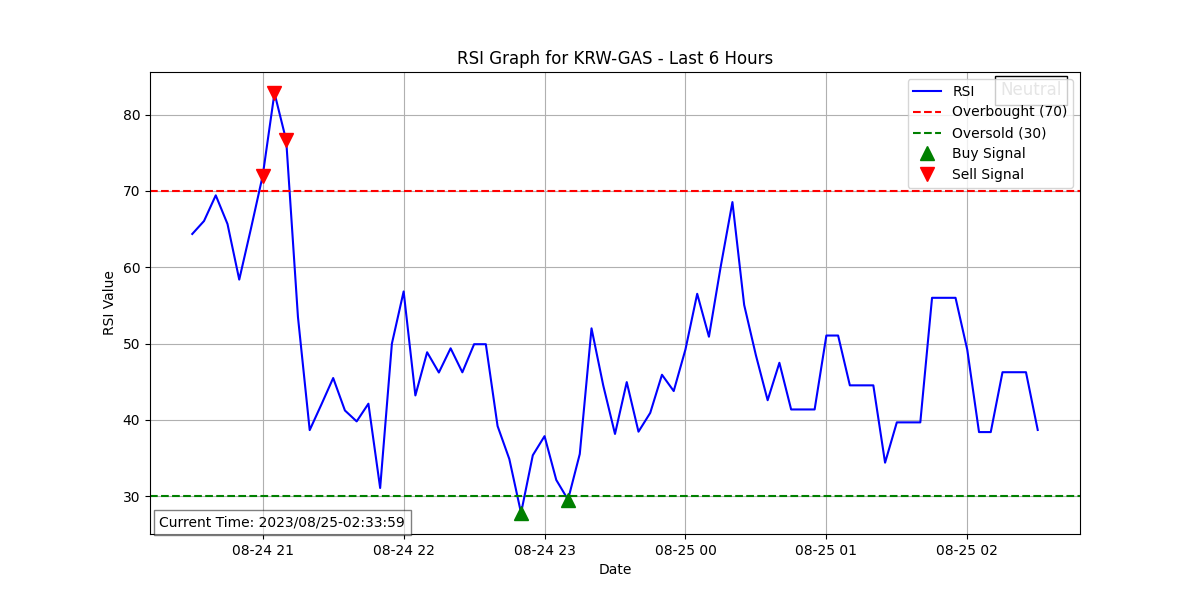 RSI Graph for KRW-GAS - Last 6 Hours
Neutral
RSI
Overbought (70)
Oversold (30)
Buy Signal
Sell Signal
80
70
60
50
40
30
RSI Value
Current Time: 2023/08/25-02:33:59
08-24 21
08-24 22
08-24 23
08-25 00
08-25 01
08-25 02
Date